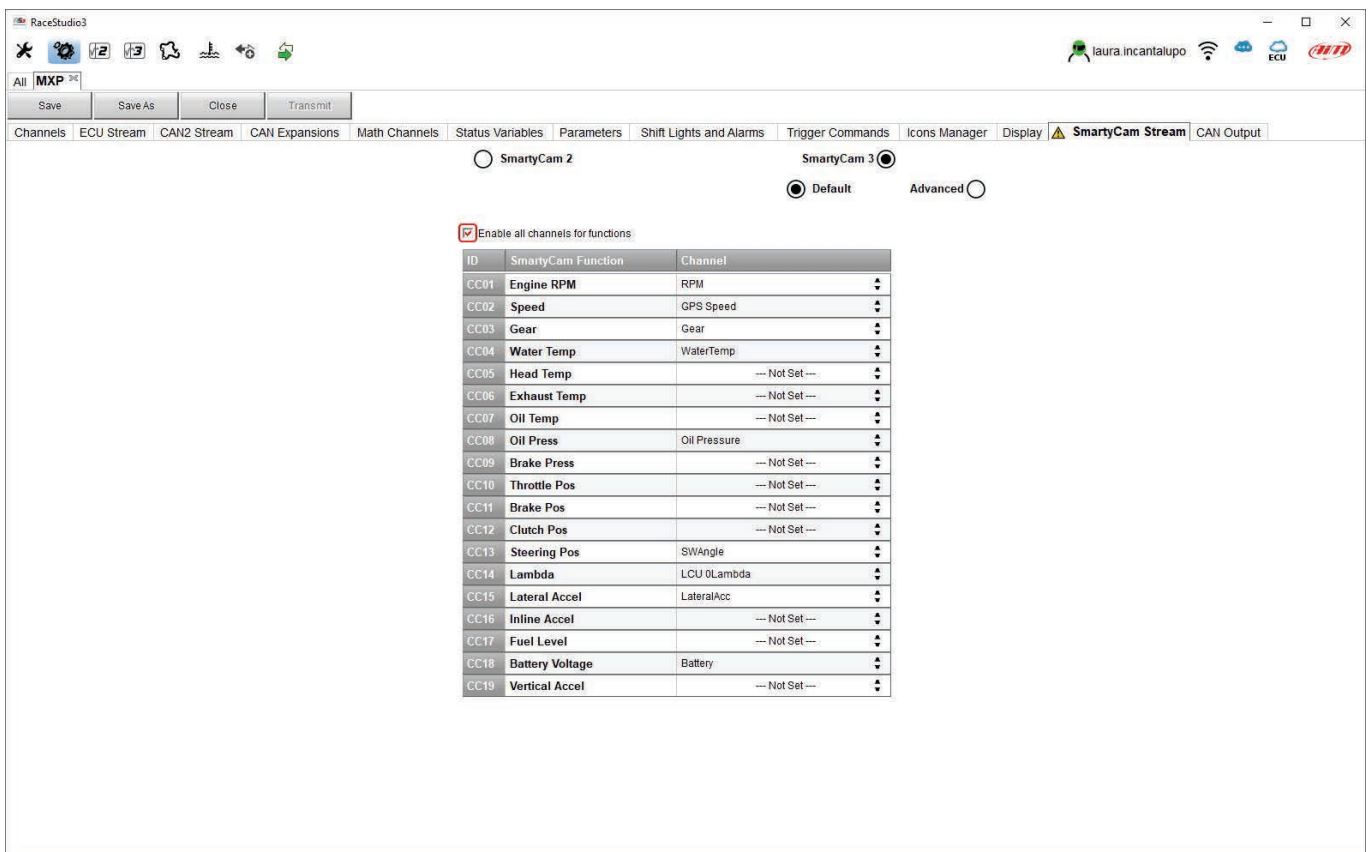 RaceStudio3
laura.incantalupo ECU AiM
All MXP
Save Save As Close Transmit
Channels ECU Stream CAN2 Stream CAN Expansions Math Channels Status Variables Parameters Shift Lights and Alarms Trigger Commands Icons Manager Display SmartyCam Stream CAN Output
SmartyCam 2 SmartyCam 3
Default Advanced
Enable all channels for functions
ID SmartyCam Function Channel
CC01 Engine RPM RPM
CC02 Speed GPS Speed
CC03 Gear Gear
CC04 Water Temp WaterTemp
CC05 Head Temp --- Not Set ---
CC06 Exhaust Temp --- Not Set ---
CC07 Oil Temp --- Not Set ---
CC08 Oil Press Oil Pressure
CC09 Brake Press --- Not Set ---
CC10 Throttle Pos --- Not Set ---
CC11 Brake Pos --- Not Set ---
CC12 Clutch Pos --- Not Set ---
CC13 Steering Pos SWAngle
CC14 Lambda LCU 0Lambda
CC15 Lateral Accel LateralAcc
CC16 Inline Accel --- Not Set ---
CC17 Fuel Level --- Not Set ---
CC18 Battery Voltage Battery
CC19 Vertical Accel --- Not Set ---